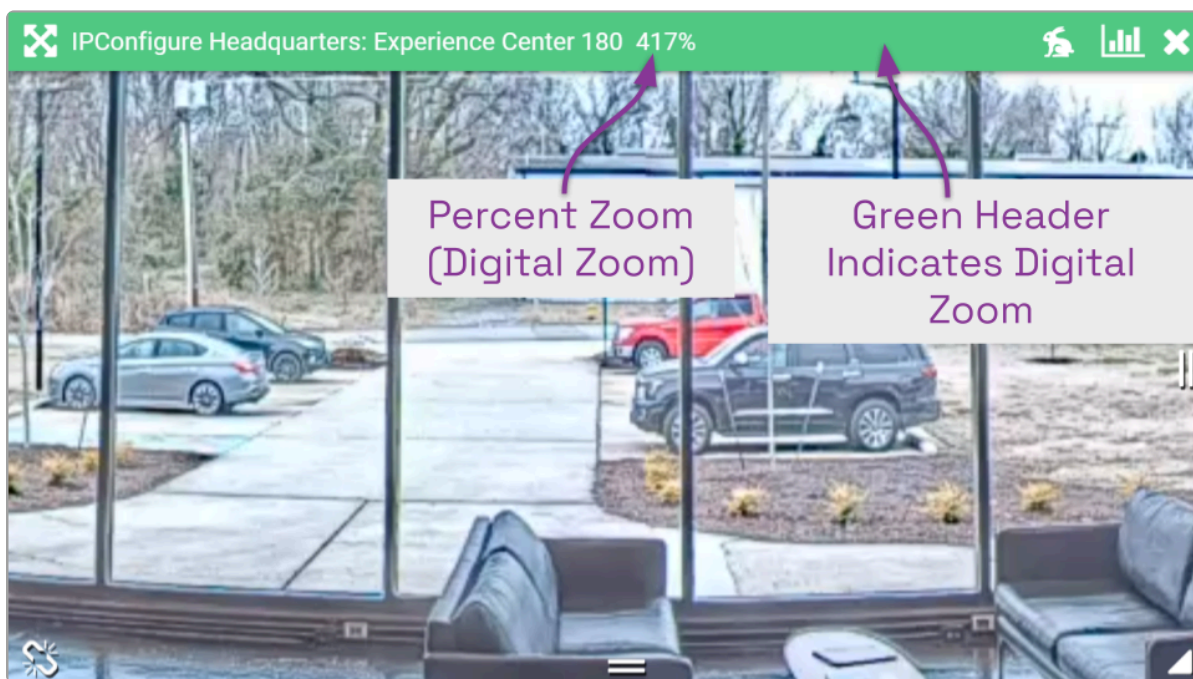 IPConfigure Headquarters: Experience Center 180 417%
Percent Zoom
(Digital Zoom)
Green Header
Indicates Digital
Zoom